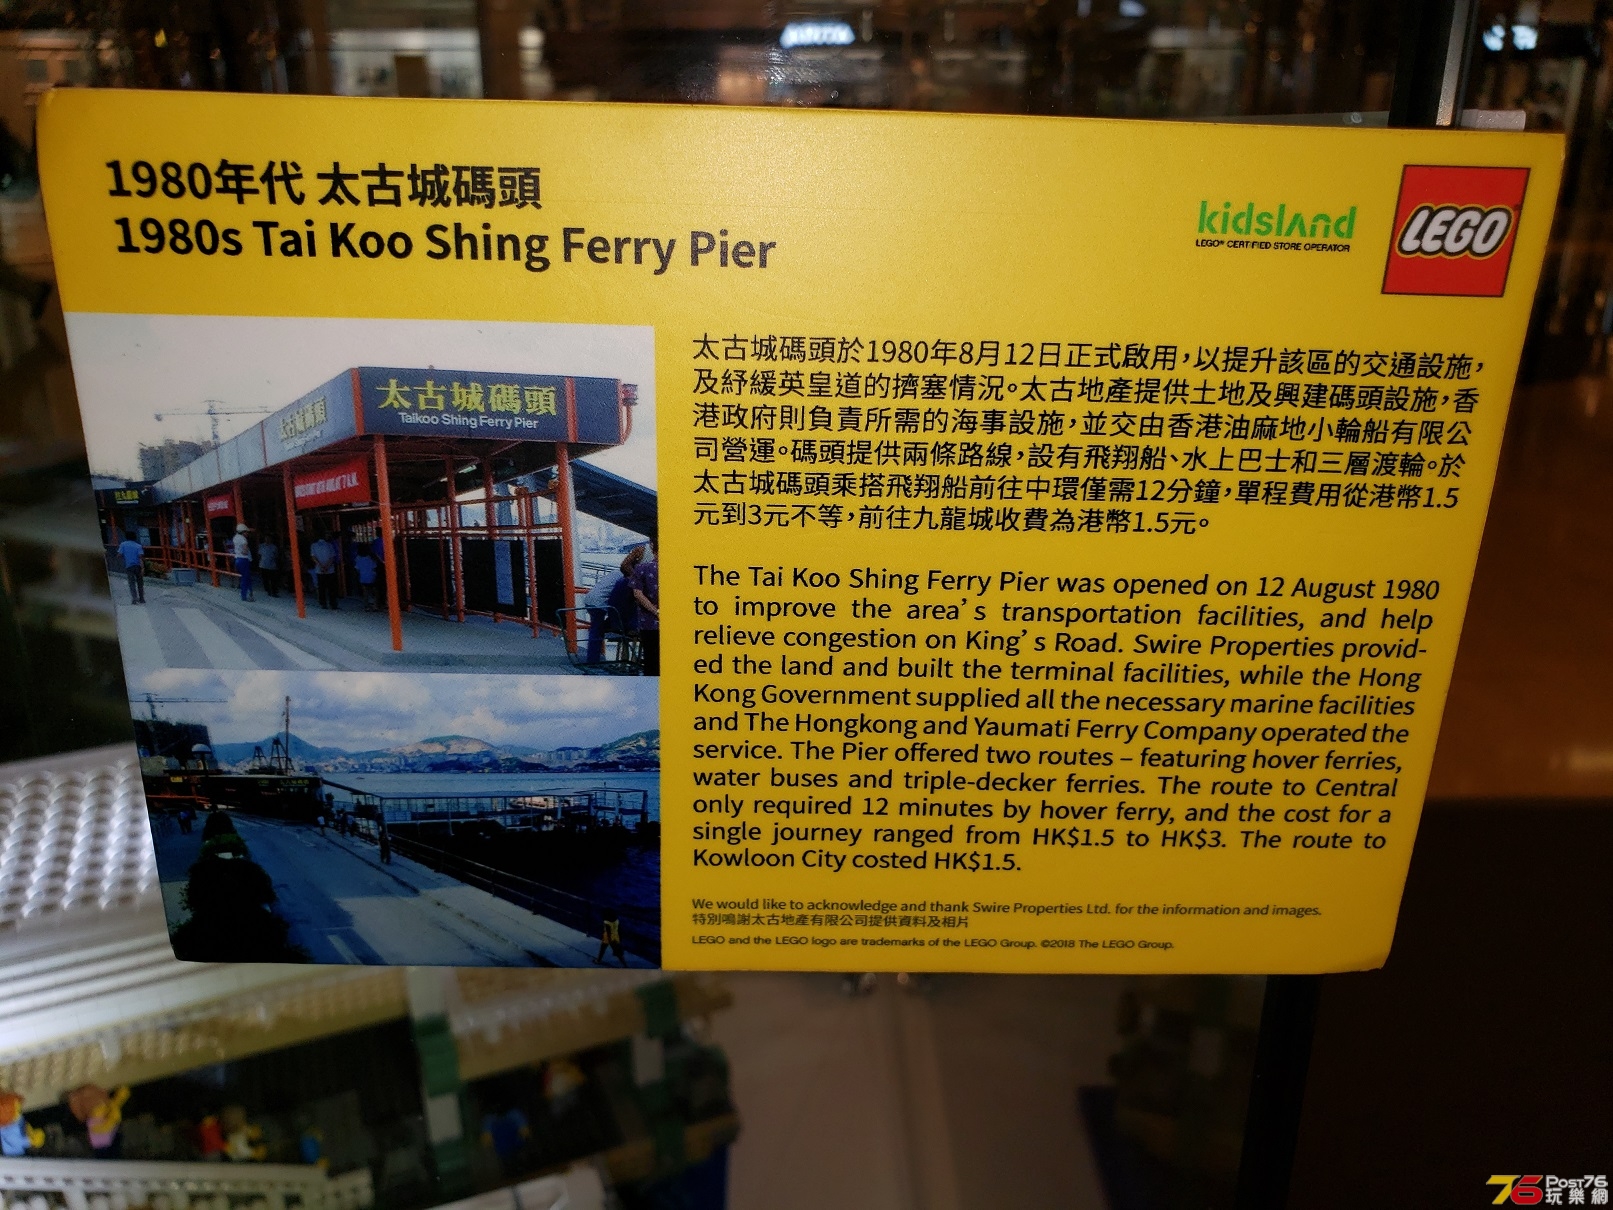 1980年代 太古城碼頭
1980s Tai Koo Shing Ferry Pier
kidsland
LEGO® CERTIFIED STORE OPERATOR
LEGO
太古城碼頭
Taikoo Shing Ferry Pier
太古城碼頭
太古城碼頭於1980年8月12日正式啟用，以提升該區的交通設施，
及紓緩英皇道的擠塞情況。太古地產提供土地及興建碼頭設施，香
港政府則負責所需的海事設施，並交由香港油麻地小輪船有限公
司營運。碼頭提供兩條路線，設有飛翔船、水上巴士和三層渡輪。於
太古城碼頭乘搭飛翔船前往中環僅需12分鐘，單程費用從港幣1.5
元到3元不等，前往九龍城收費為港幣1.5元。
The Tai Koo Shing Ferry Pier was opened on 12 August 1980
to improve the area's transportation facilities, and help
relieve congestion on King's Road. Swire Properties provid-
ed the land and built the terminal facilities, while the Hong
Kong Government supplied all the necessary marine facilities
and The Hongkong and Yaumati Ferry Company operated the
service. The Pier offered two routes – featuring hover ferries,
water buses and triple-decker ferries. The route to Central
only required 12 minutes by hover ferry, and the cost for a
single journey ranged from HK$1.5 to HK$3. The route to
Kowloon City costed HK$1.5.
We would like to acknowledge and thank Swire Properties Ltd. for the information and images.
特別鳴謝太古地產有限公司提供資料及相片
LEGO and the LEGO logo are trademarks of the LEGO Group. ©2018 The LEGO Group.
76 Post76
玩樂網